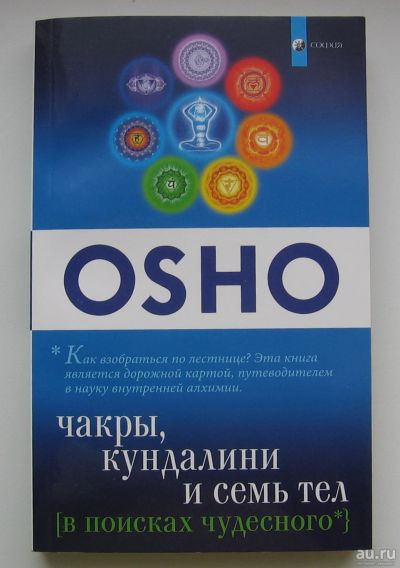 софия
OSHO
* Как взобраться по лестнице? Эта книга
является дорожной картой, путеводителем
в науку внутренней алхимии.
чакры,
кундалини
и семь тел
[в поисках чудесного*}
au.ru